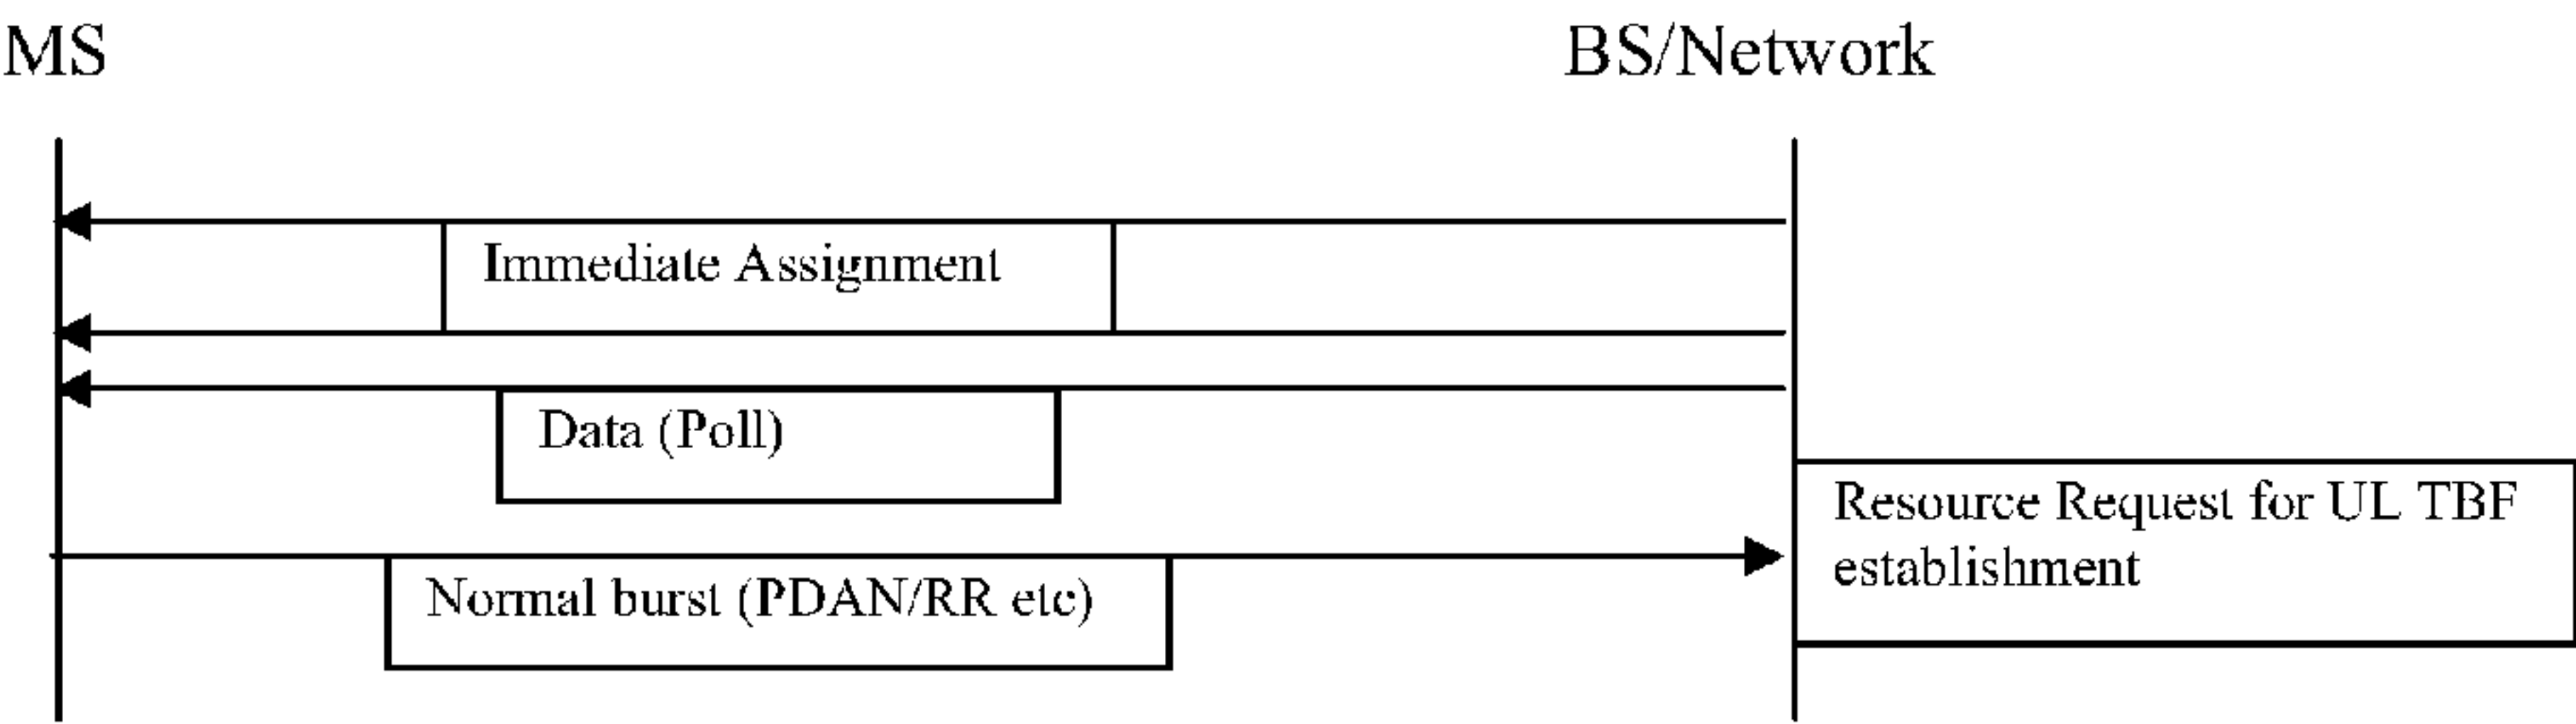 MS
BS/Network
Immediate Assignment
Data (Poll)
Resource Request for UL TBF
establishment
Normal burst (PDAN/RR etc)